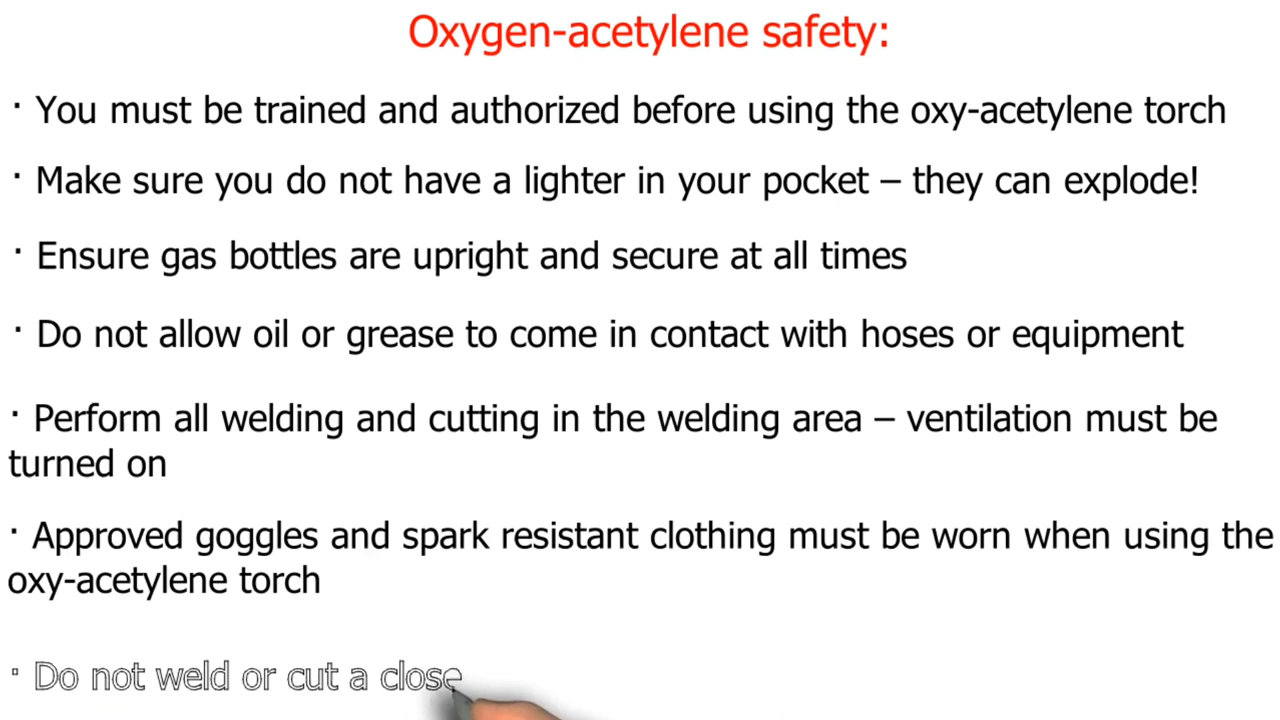 Oxygen-acetylene safety:
· You must be trained and authorized before using the oxy-acetylene torch
· Make sure you do not have a lighter in your pocket – they can explode!
· Ensure gas bottles are upright and secure at all times
· Do not allow oil or grease to come in contact with hoses or equipment
· Perform all welding and cutting in the welding area – ventilation must be
turned on
· Approved goggles and spark resistant clothing must be worn when using the
oxy-acetylene torch
· Do not weld or cut a close